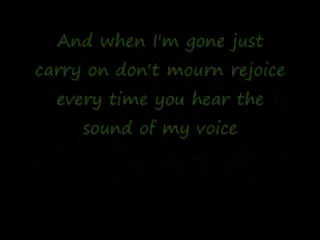 And when I'm gone just
carry on don't mourn rejoice
every time you hear the
sound of my voice